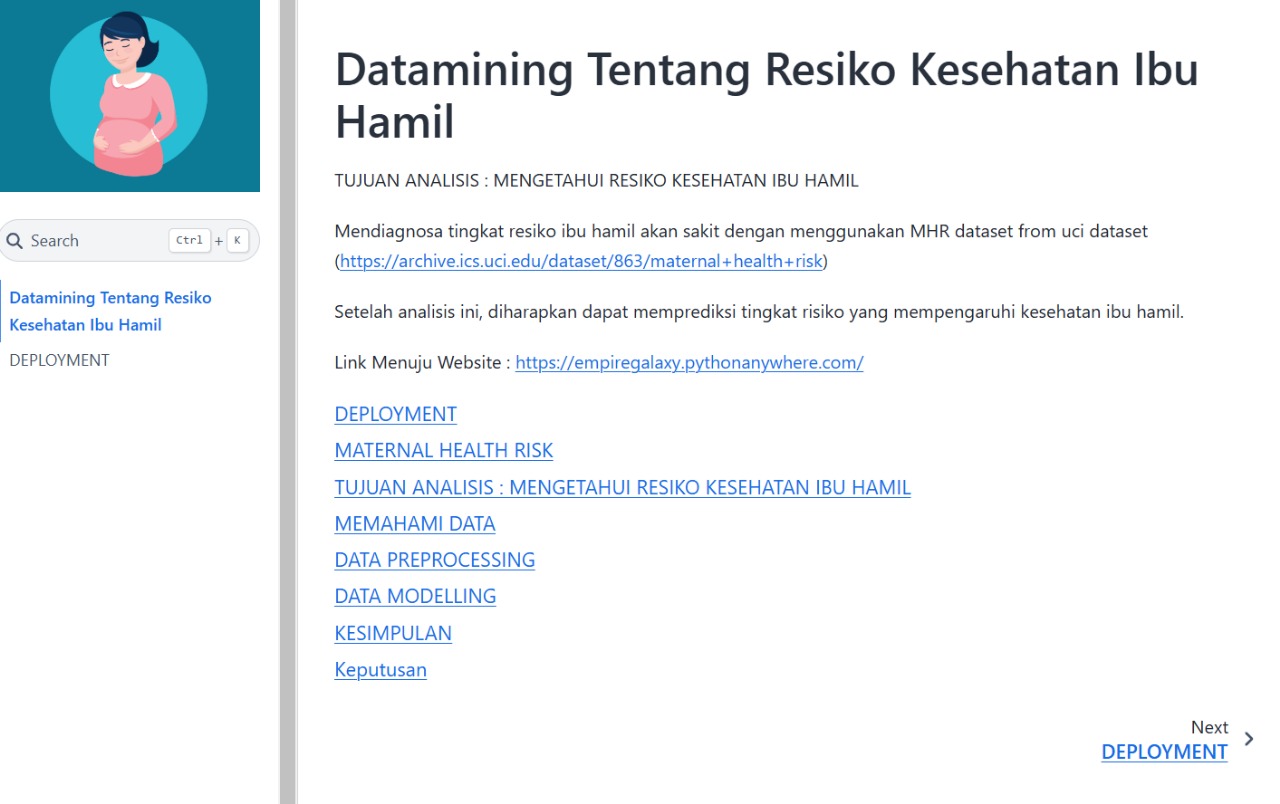 Search Ctrl + K
Datamining Tentang Resiko
Kesehatan Ibu Hamil
DEPLOYMENT
Datamining Tentang Resiko Kesehatan Ibu
Hamil
TUJUAN ANALISIS : MENGETAHUI RESIKO KESEHATAN IBU HAMIL
Mendiagnosa tingkat resiko ibu hamil akan sakit dengan menggunakan MHR dataset from uci dataset
(https://archive.ics.uci.edu/dataset/863/maternal+health+risk)
Setelah analisis ini, diharapkan dapat memprediksi tingkat risiko yang mempengaruhi kesehatan ibu hamil.
Link Menuju Website : https://empiregalaxy.pythonanywhere.com/
DEPLOYMENT
MATERNAL HEALTH RISK
TUJUAN ANALISIS : MENGETAHUI RESIKO KESEHATAN IBU HAMIL
MEMAHAMI DATA
DATA PREPROCESSING
DATA MODELLING
KESIMPULAN
Keputusan
Next
DEPLOYMENT